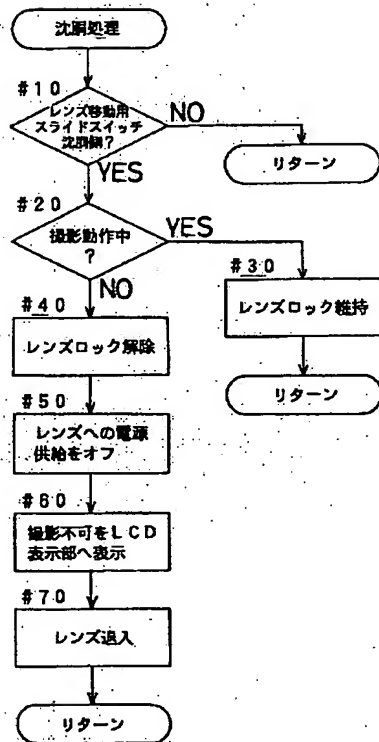 沈胴処理
#10
レンズ移動用
スライドスイッチ
沈胴側?
NO
リターン
YES
#20
撮影動作中
?
YES
#30
レンズロック維持
リターン
NO
#40
レンズロック解除
#50
レンズへの電源
供給をオフ
#60
撮影不可をLCD
表示部へ表示
#70
レンズ退入
リターン